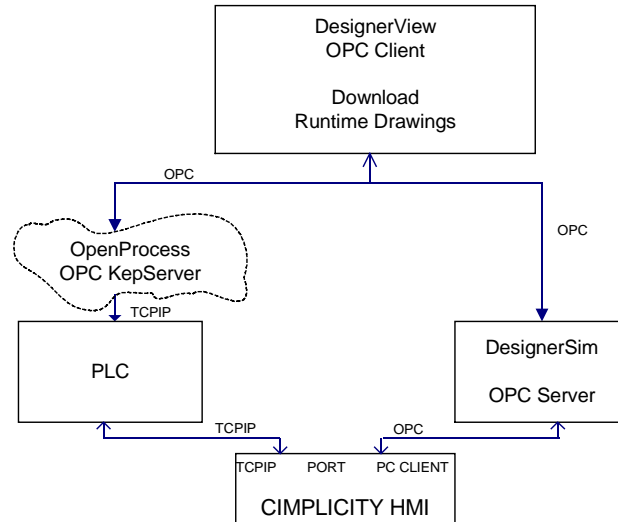 DesignerView
OPC Client
Download
Runtime Drawings
OPC
OpenProcess
OPC KepServer
OPC
TCPIP
PLC
DesignerSim
OPC Server
TCPIP
OPC
TCPIP PORT PC CLIENT
CIMPLICITY HMI